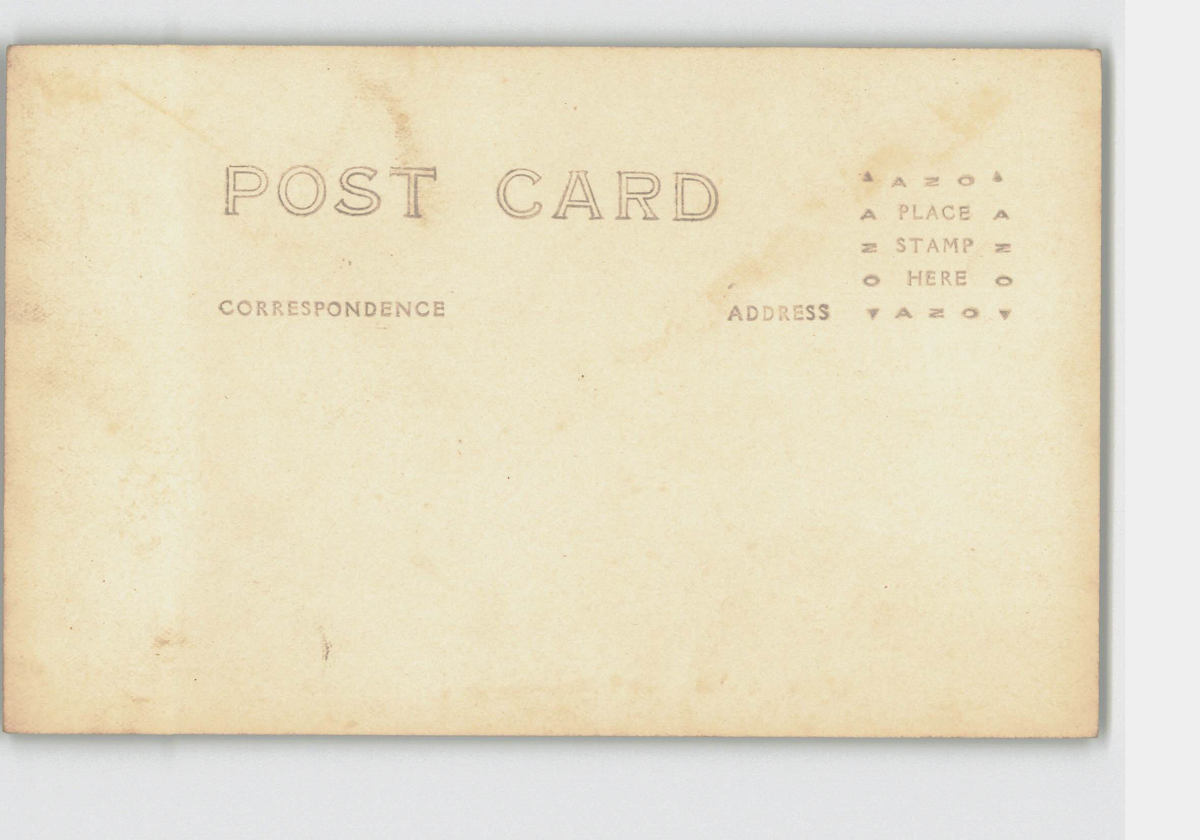 POST CARD
CORRESPONDENCE
ADDRESS
▲ AZO ▲
A PLACE A
Z STAMP Z
O HERE O
▼ AZO ▼